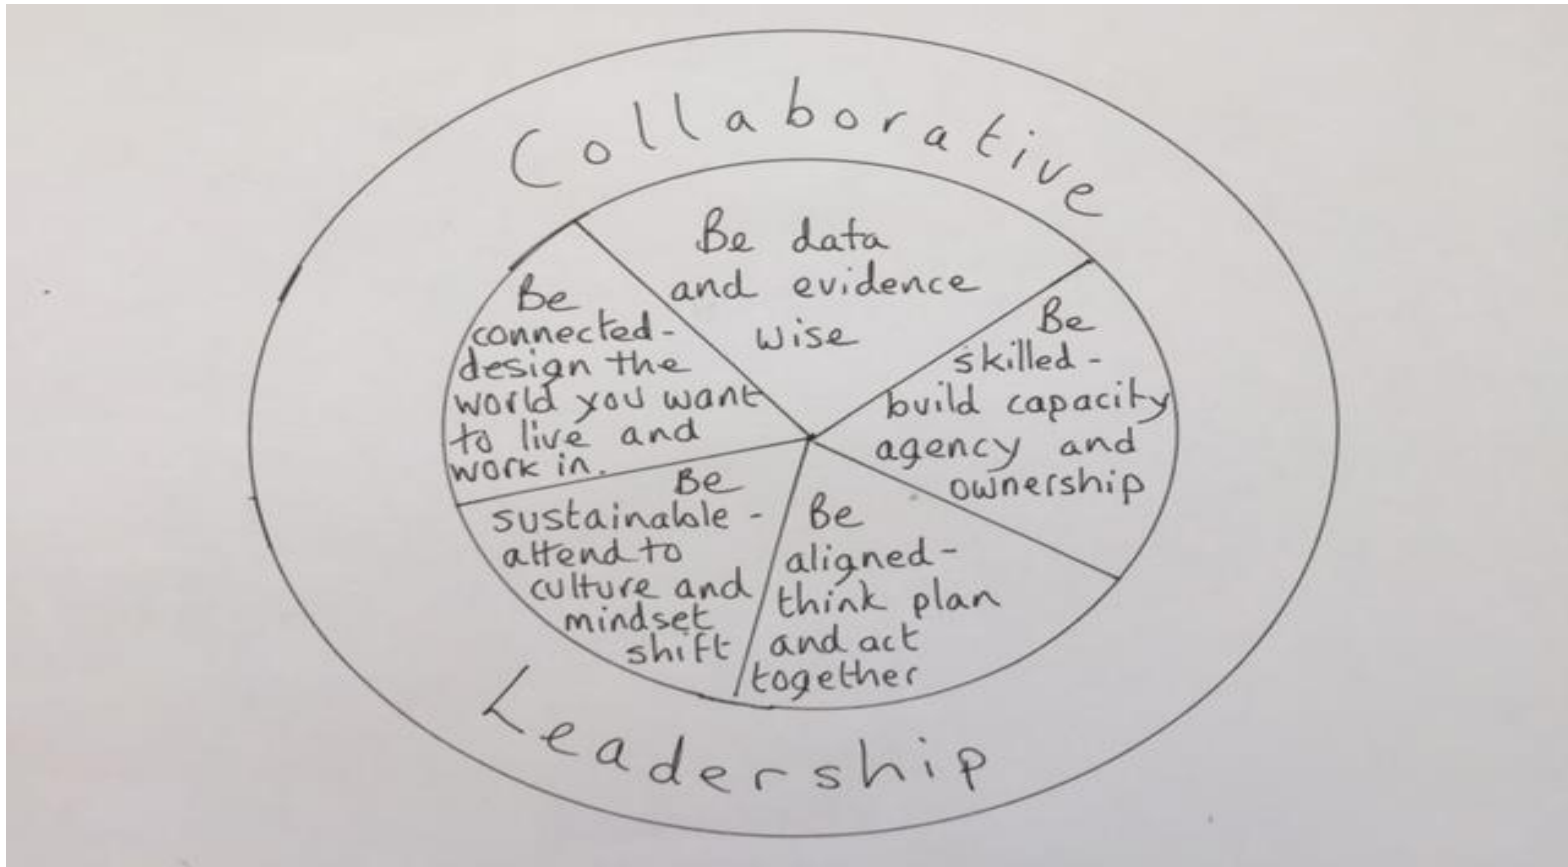 Collaborative
Be data
and evidence
wise
Be
skilled -
build capacity
agency and
ownership
Be
aligned -
think plan
and act
together
Be
sustainable -
attend to
culture and
mindset
shift
Be
connected -
design the
world you want
to live and
work in.
Leadership